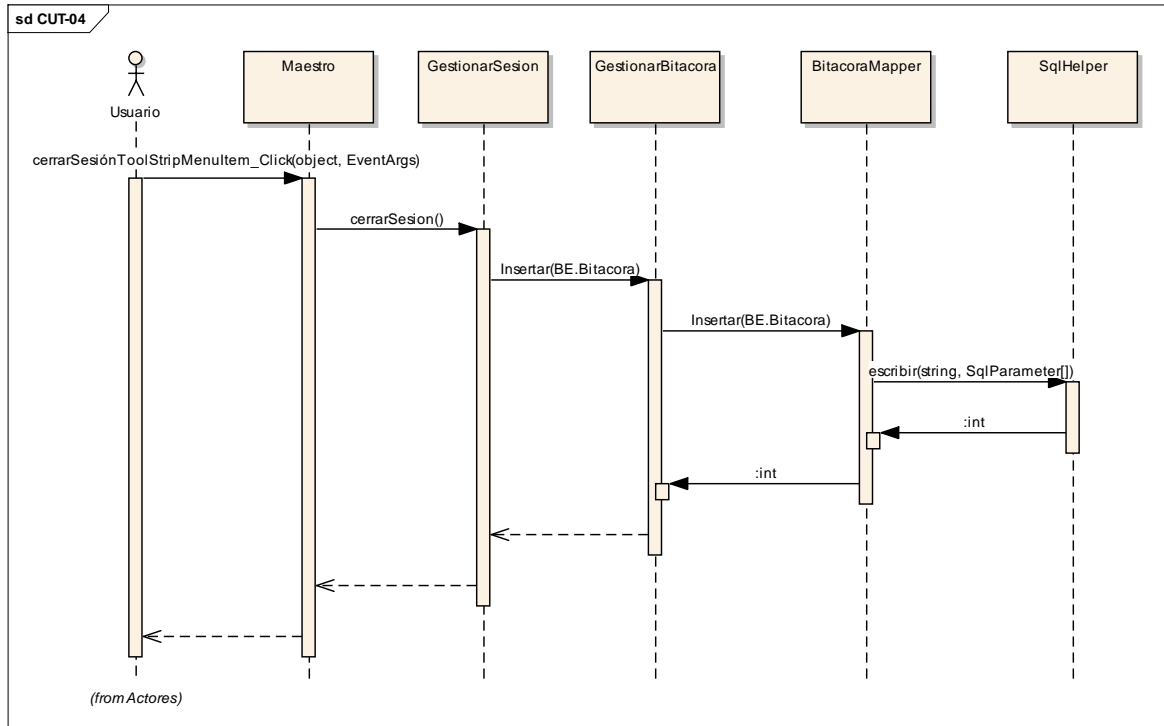 sd CUT-04
Usuario
Maestro
GestionarSesion
GestionarBitacora
BitacoraMapper
SqlHelper
cerrarSesiónToolStripMenuItem_Click(object, EventArgs)
cerrarSesion()
Insertar(BE.Bitacora)
Insertar(BE.Bitacora)
escribir(string, SqlParameter[])
:int
:int
(from Actores)